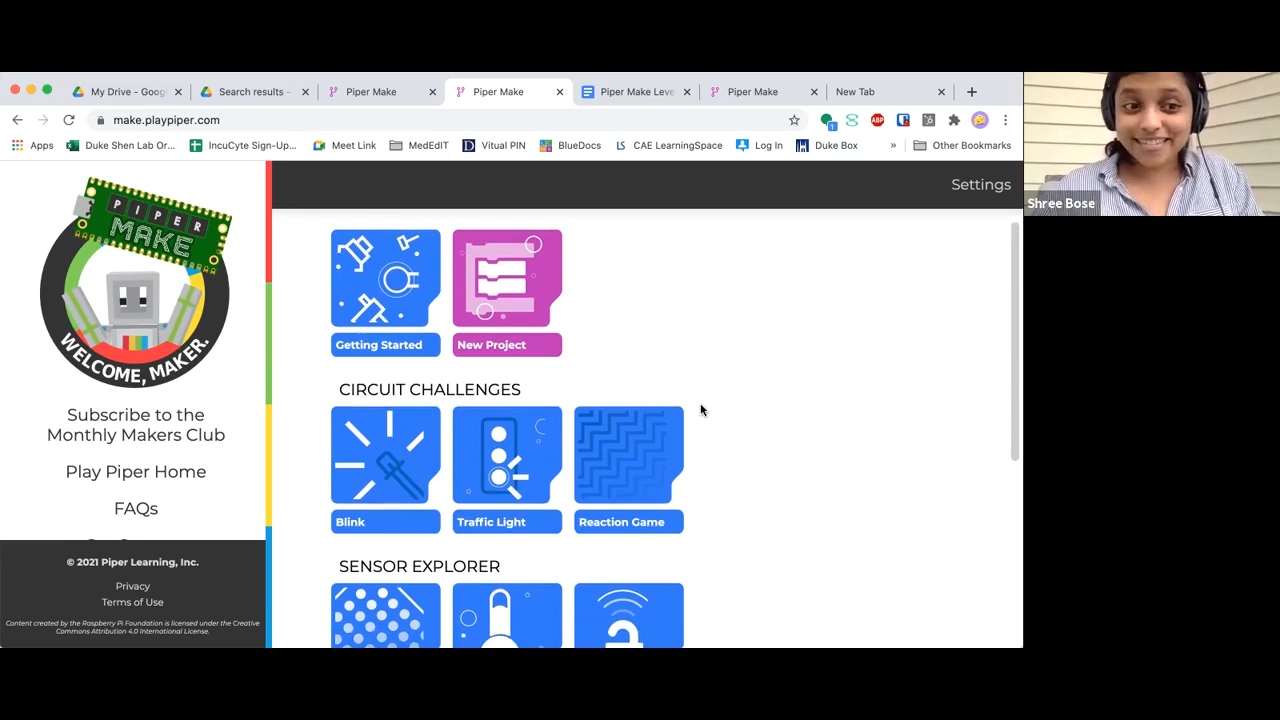 My Drive - Goog
Search results -
Piper Make
Piper Make
Piper Make Leve
Piper Make
New Tab
make.playpiper.com
1
ABP
Apps
Duke Shen Lab Or...
IncuCyte Sign-Up...
Meet Link
MedEdIT
Vitual PIN
BlueDocs
LS
CAE LearningSpace
Log In
Duke Box
»
Other Bookmarks
Shree Bose
Settings
PIPER
MAKE
WELCOME, MAKER.
Subscribe to the
Monthly Makers Club
Play Piper Home
FAQs
© 2021 Piper Learning, Inc.
Privacy
Terms of Use
Content created by the Raspberry Pi Foundation is licensed under the Creative
Commons Attribution 4.0 International License.
Getting Started
New Project
CIRCUIT CHALLENGES
Blink
Traffic Light
Reaction Game
SENSOR EXPLORER